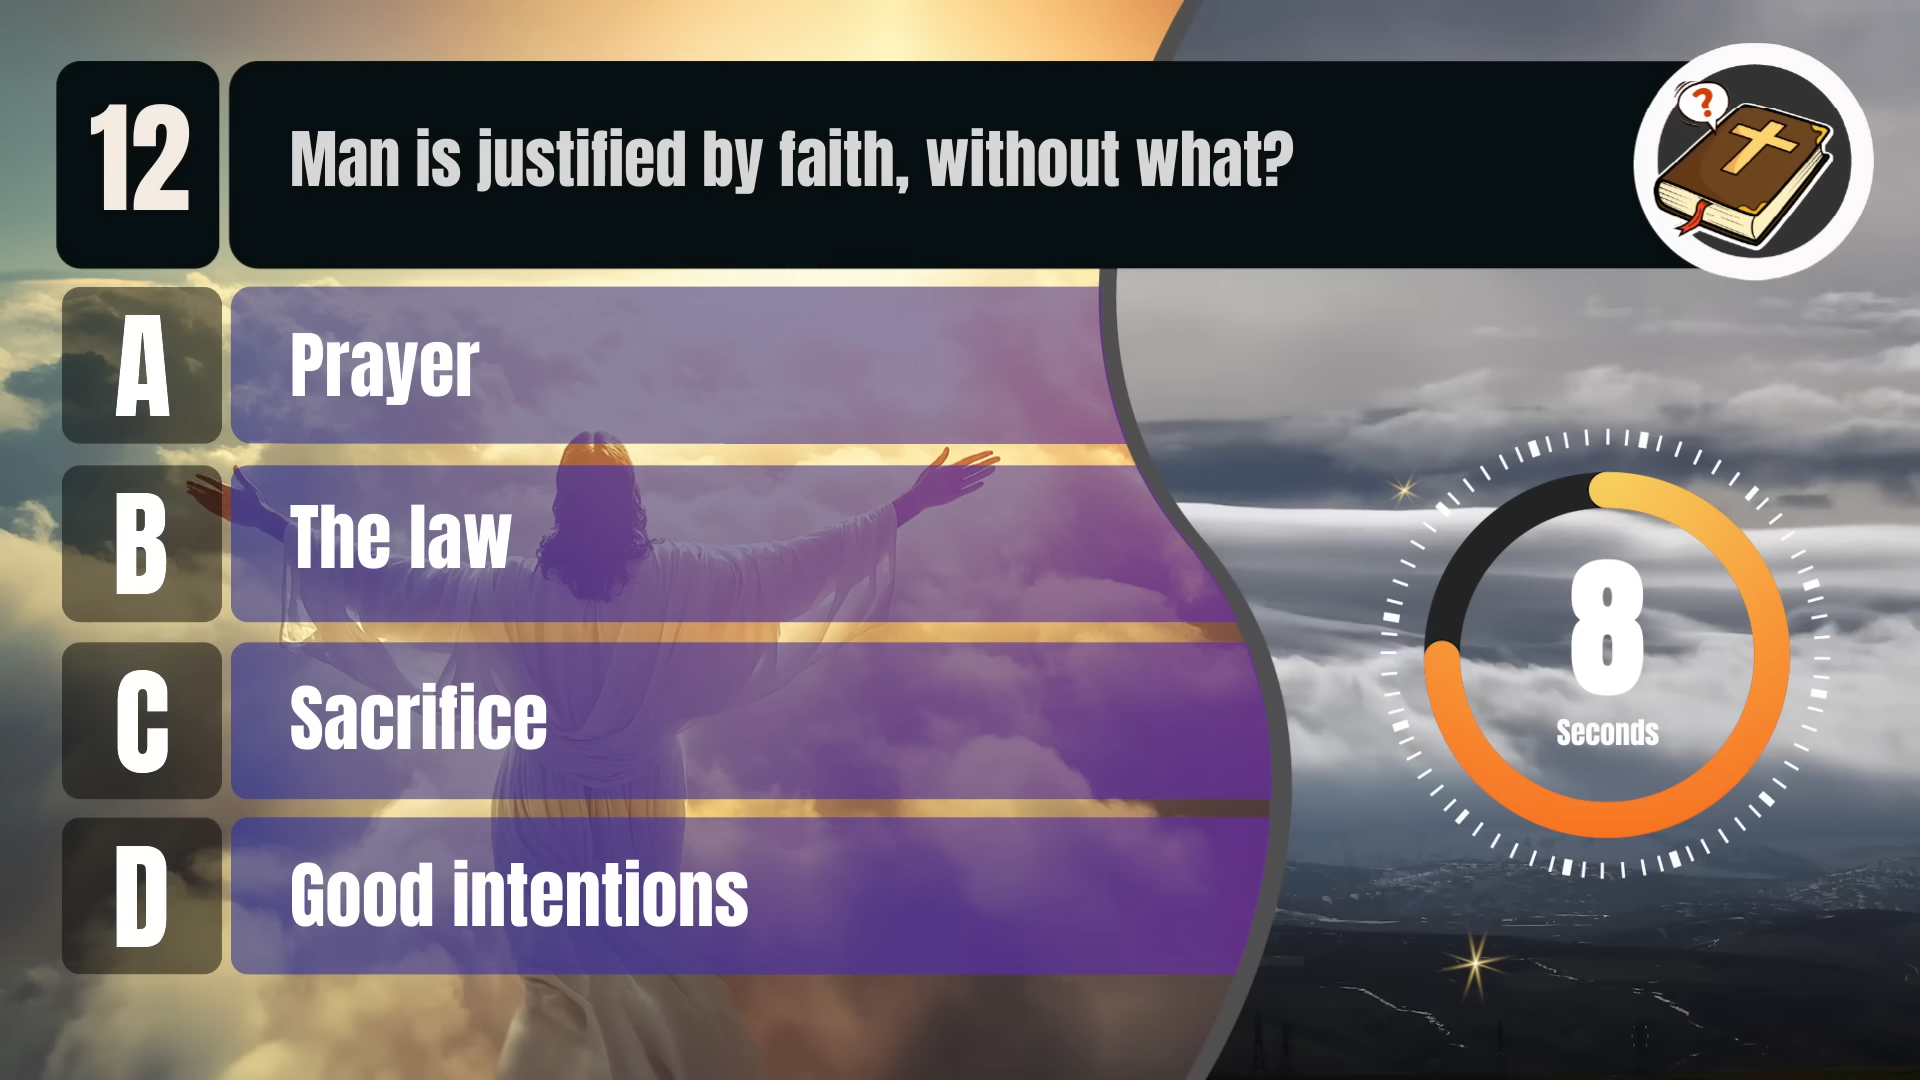 12
Man is justified by faith, without what?
?
A
Prayer
B
The law
C
Sacrifice
D
Good intentions
8
Seconds